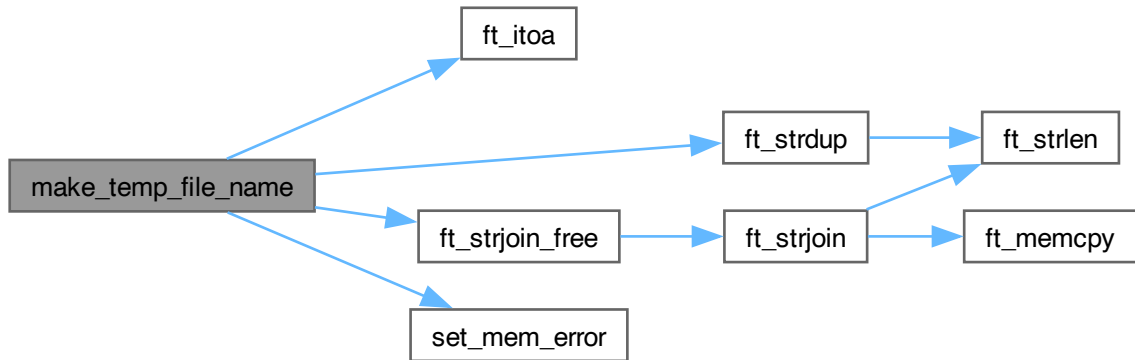 ft_itoa
ft_strdup
ft_strlen
make_temp_file_name
ft_strjoin_free
ft_strjoin
ft_memcpy
set_mem_error